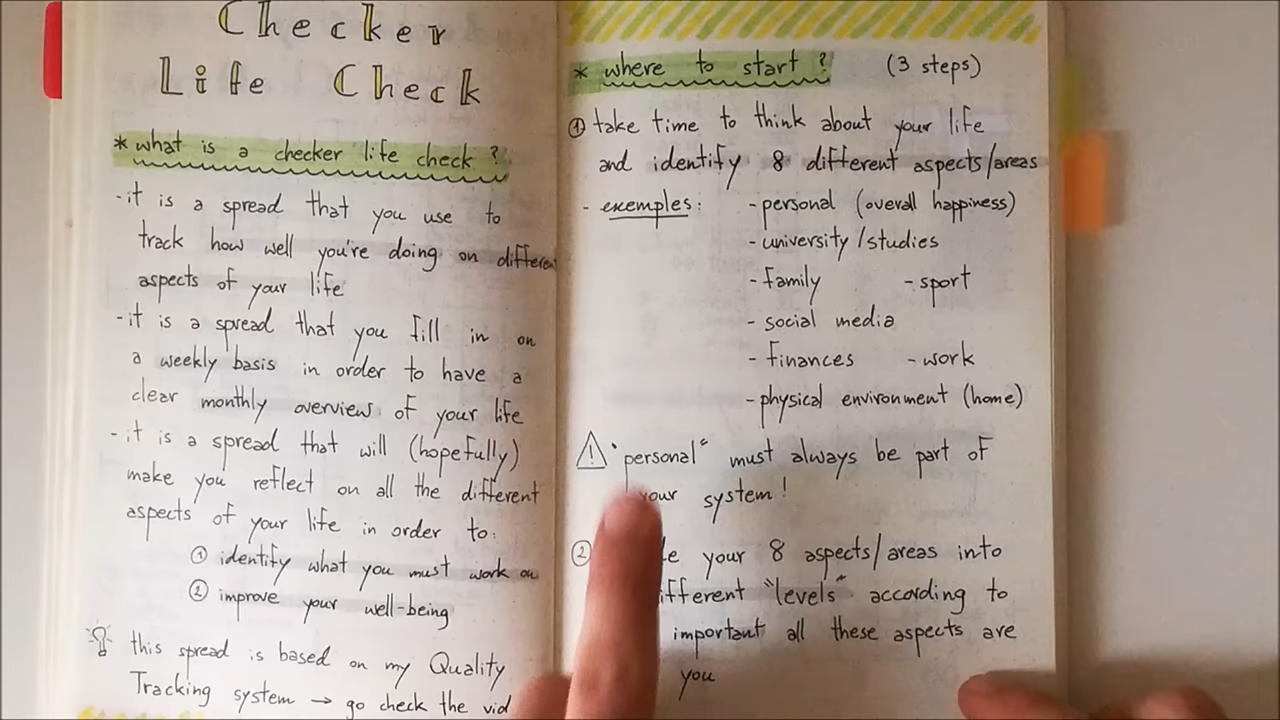 Checker
Life Check
* what is a checker life check?
- it is a spread that you use to
track how well you're doing on different
aspects of your life
- it is a spread that you fill in on
a weekly basis in order to have a
clear monthly overview of your life
- it is a spread that will (hopefully)
make you reflect on all the different
aspects of your life in order to:
① identify what you must work on
② improve your well-being
this spread is based on my Quality
Tracking system → go check the vid
* where to start? (3 steps)
① take time to think about your life
and identify 8 different aspects/areas
- exemples: - personal (overall happiness)
- university/studies
- family - sport
- social media
- finances - work
- physical environment (home)
⚠ "personal" must always be part of
your system!
② your 8 aspects/areas into
"levels" according to
important all these aspects are
you